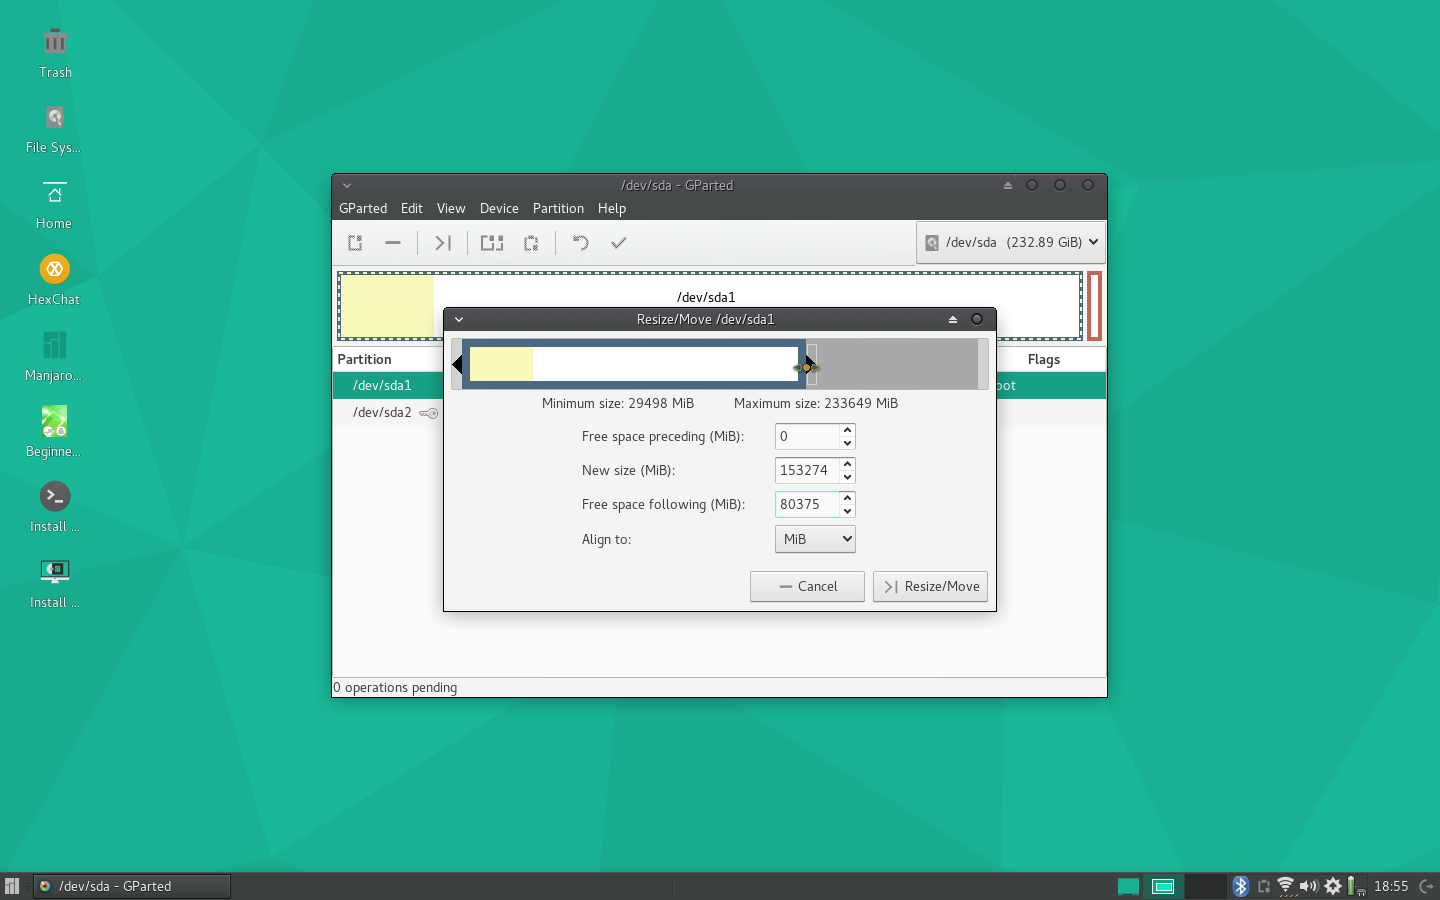 Trash
File Sys...
Home
HexChat
Manjaro...
Beginne...
Install ...
Install ...
/dev/sda - GParted
GParted Edit View Device Partition Help
/dev/sda (232.89 GiB)
/dev/sda1
Partition
Flags
/dev/sda1
oot
/dev/sda2
Resize/Move /dev/sda1
Minimum size: 29498 MiB Maximum size: 233649 MiB
Free space preceding (MiB): 0
New size (MiB): 153274
Free space following (MiB): 80375
Align to: MiB
Cancel Resize/Move
0 operations pending
/dev/sda - GParted
18:55